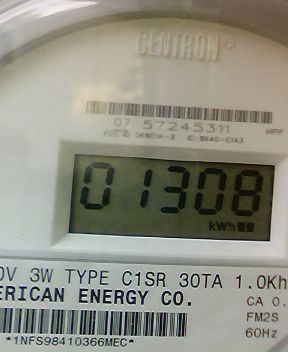 CENTRON®
07 57245311
HPP
01308
kWh
0V 3W TYPE C1SR 30TA 1.0Kh
ERICAN ENERGY CO.
CA 0.
FM2S
60Hz
*1NFS98410366MEC*